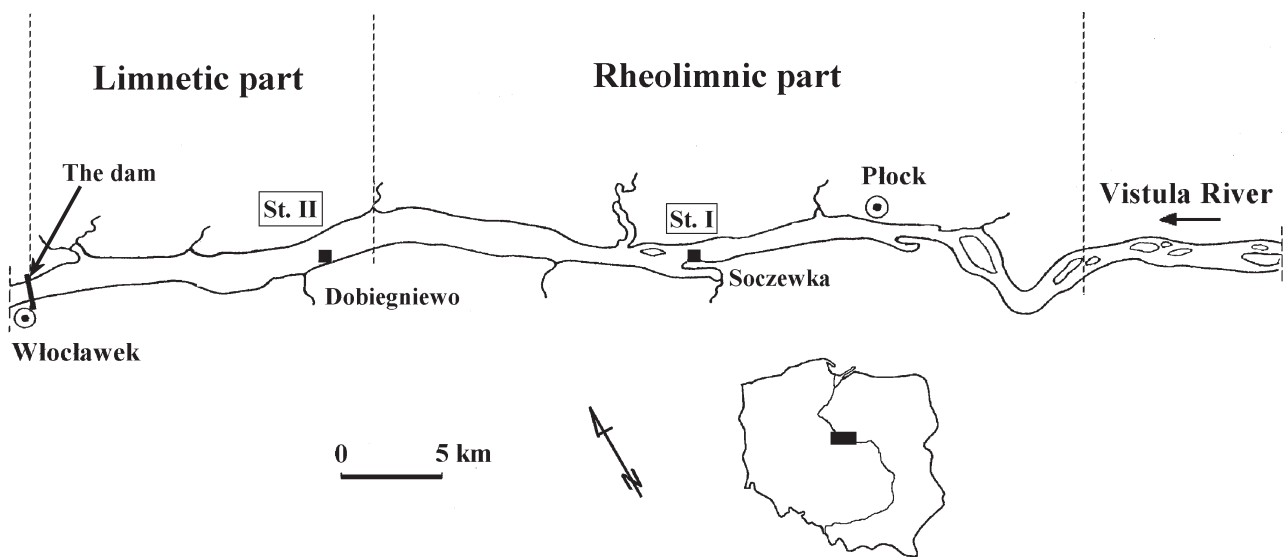 Limnetic part
Rheolimnic part
The dam
St. II
St. I
Płock
Vistula River
Dobiegniewo
Soczewka
Włocławek
0 5 km
N